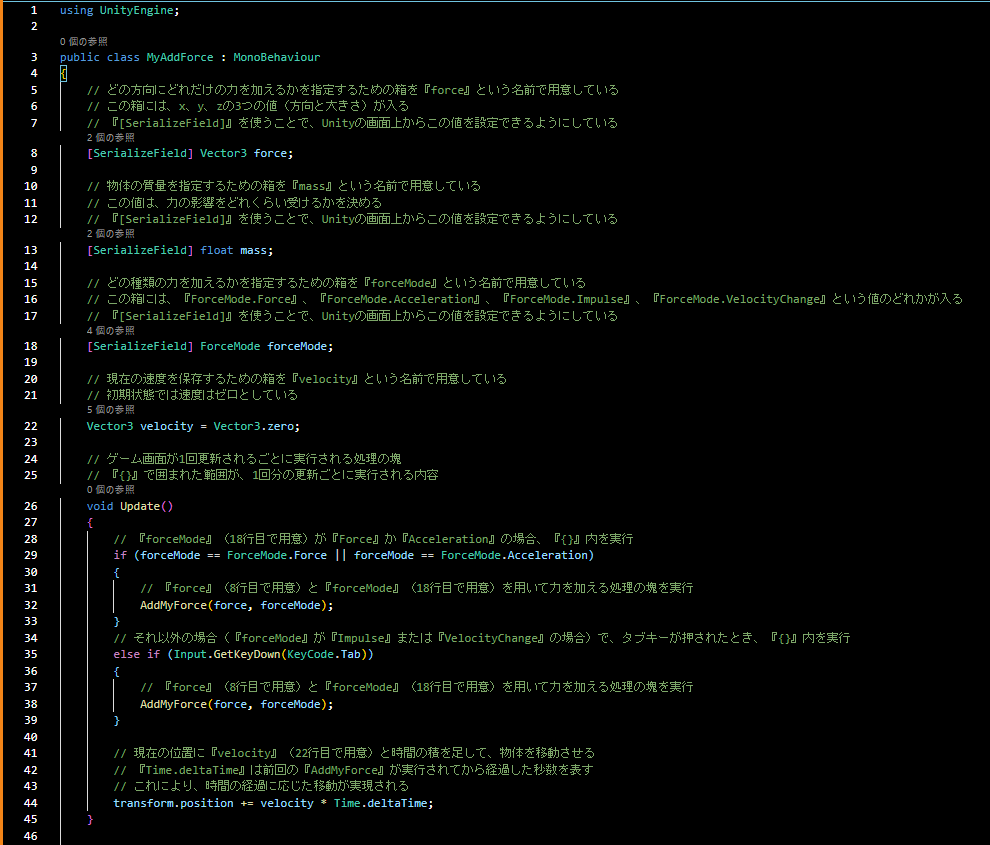 1 using UnityEngine;
2
0 個の参照
3 public class MyAddForce : MonoBehaviour
4 {
5 // どの方向にどれだけの力を加えるかを指定するための箱を『force』という名前で用意している
6 // この箱には、x、y、zの3つの値（方向と大きさ）が入る
7 // 『[SerializeField]』を使うことで、Unityの画面上からこの値を設定できるようにしている
2 個の参照
8 [SerializeField] Vector3 force;
9
10 // 物体の質量を指定するための箱を『mass』という名前で用意している
11 // この値は、力の影響をどれくらい受けるかを決める
12 // 『[SerializeField]』を使うことで、Unityの画面上からこの値を設定できるようにしている
2 個の参照
13 [SerializeField] float mass;
14
15 // どの種類の力を加えるかを指定するための箱を『forceMode』という名前で用意している
16 // この箱には、『ForceMode.Force』、『ForceMode.Acceleration』、『ForceMode.Impulse』、『ForceMode.VelocityChange』という値のどれかが入る
17 // 『[SerializeField]』を使うことで、Unityの画面上からこの値を設定できるようにしている
4 個の参照
18 [SerializeField] ForceMode forceMode;
19
20 // 現在の速度を保存するための箱を『velocity』という名前で用意している
21 // 初期状態では速度はゼロとしている
5 個の参照
22 Vector3 velocity = Vector3.zero;
23
24 // ゲーム画面が1回更新されるごとに実行される処理の塊
25 // 『{}』で囲まれた範囲が、1回分の更新ごとに実行される内容
0 個の参照
26 void Update()
27 {
28 // 『forceMode』（18行目で用意）が『Force』か『Acceleration』の場合、『{}』内を実行
29 if (forceMode == ForceMode.Force || forceMode == ForceMode.Acceleration)
30 {
31 // 『force』（8行目で用意）と『forceMode』（18行目で用意）を用いて力を加える処理の塊を実行
32 AddMyForce(force, forceMode);
33 }
34 // それ以外の場合（『forceMode』が『Impulse』または『VelocityChange』の場合）で、タブキーが押されたとき、『{}』内を実行
35 else if (Input.GetKeyDown(KeyCode.Tab))
36 {
37 // 『force』（8行目で用意）と『forceMode』（18行目で用意）を用いて力を加える処理の塊を実行
38 AddMyForce(force, forceMode);
39 }
40
41 // 現在の位置に『velocity』（22行目で用意）と時間の積を足して、物体を移動させる
42 // 『Time.deltaTime』は前回の『AddMyForce』が実行されてから経過した秒数を表す
43 // これにより、時間の経過に応じた移動が実現される
44 transform.position += velocity * Time.deltaTime;
45 }
46